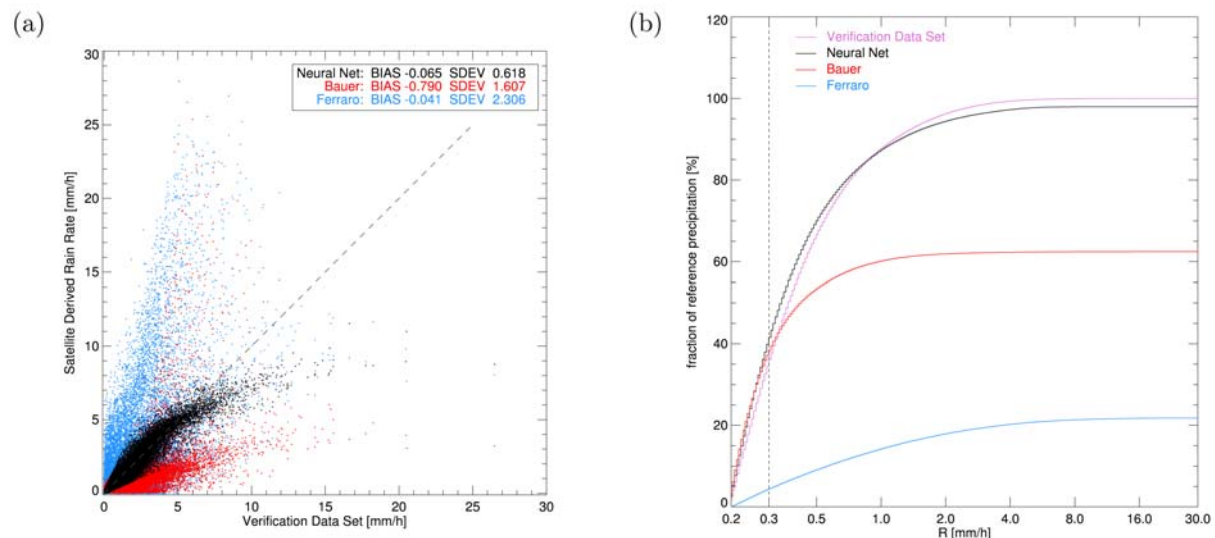 (a)
30
25
20
15
10
5
0
0 5 10 15 20 25 30
Satellite Derived Rain Rate [mm/h]
Verification Data Set [mm/h]
Neural Net: BIAS -0.065 SDEV 0.618
Bauer: BIAS -0.790 SDEV 1.607
Ferraro: BIAS -0.041 SDEV 2.306
(b)
120
100
80
60
40
20
0
0.2 0.3 0.5 1.0 2.0 4.0 8.0 16.0 30.0
fraction of reference precipitation [%]
R [mm/h]
Verification Data Set
Neural Net
Bauer
Ferraro